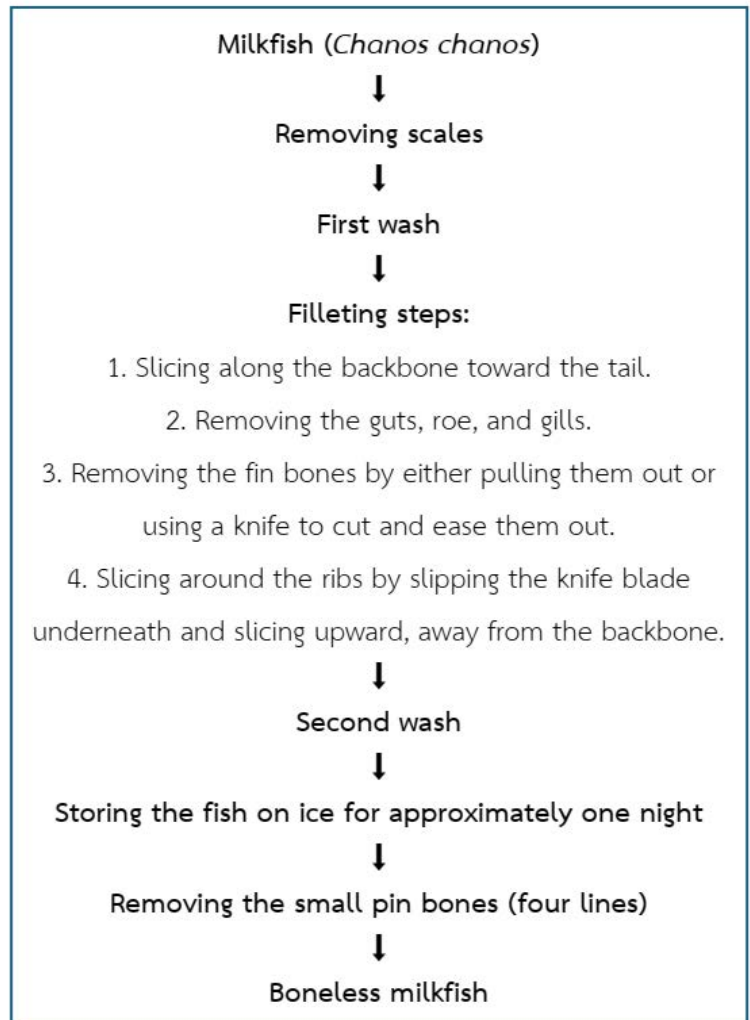 Milkfish (Chanos chanos)
↓
Removing scales
↓
First wash
↓
Filleting steps:
1. Slicing along the backbone toward the tail.
2. Removing the guts, roe, and gills.
3. Removing the fin bones by either pulling them out or
using a knife to cut and ease them out.
4. Slicing around the ribs by slipping the knife blade
underneath and slicing upward, away from the backbone.
↓
Second wash
↓
Storing the fish on ice for approximately one night
↓
Removing the small pin bones (four lines)
↓
Boneless milkfish